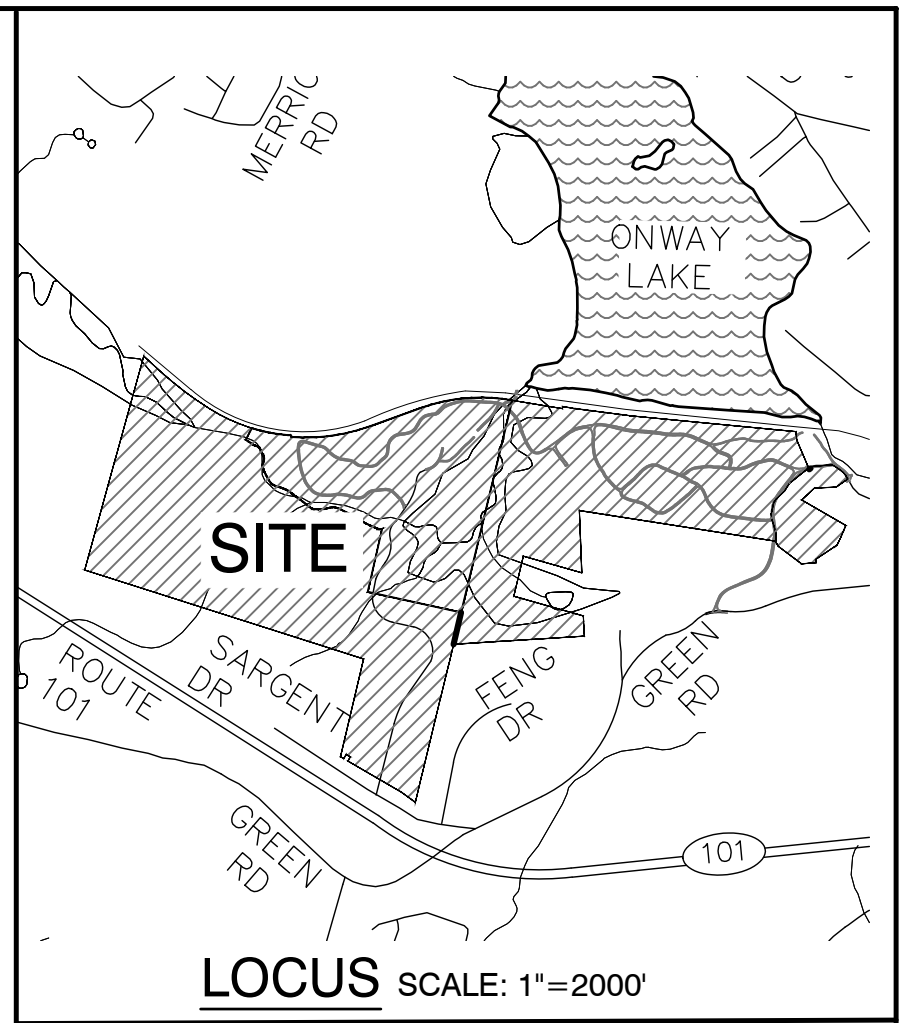 MERRIC
RD
ONWAY
LAKE
SITE
ROUTE
101
SARGENT
DR
FENG
DR
GREEN
RD
GREEN
RD
101
LOCUS SCALE: 1"=2000'